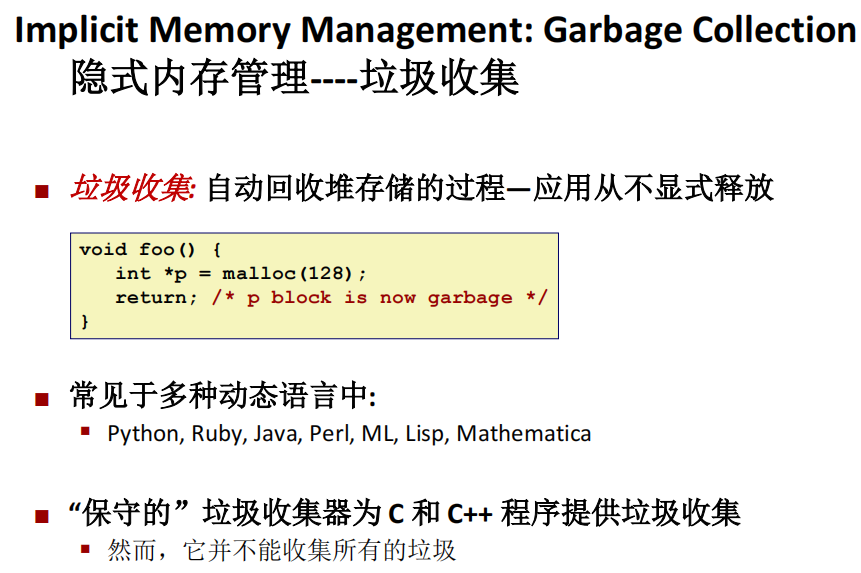 Implicit Memory Management: Garbage Collection
隐式内存管理----垃圾收集
垃圾收集: 自动回收堆存储的过程—应用从不显式释放
void foo() {
   int *p = malloc(128);
   return; /* p block is now garbage */
}
常见于多种动态语言中:
Python, Ruby, Java, Perl, ML, Lisp, Mathematica
“保守的”垃圾收集器为 C 和 C++ 程序提供垃圾收集
然而，它并不能收集所有的垃圾